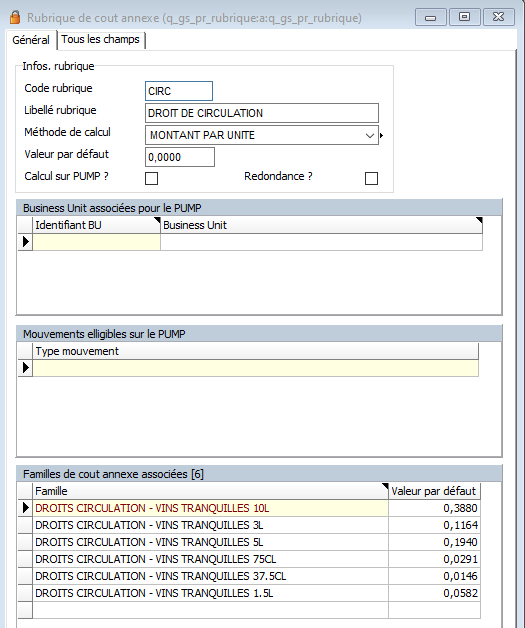 Rubrique de cout annexe (q_gs_pr_rubrique:a:q_gs_pr_rubrique)
Général Tous les champs
Infos. rubrique
Code rubrique CIRC
Libellé rubrique DROIT DE CIRCULATION
Méthode de calcul MONTANT PAR UNITE
Valeur par défaut 0,0000
Calcul sur PUMP ? Redondance ?
Business Unit associées pour le PUMP
Identifiant BU Business Unit
Mouvements elligibles sur le PUMP
Type mouvement
Familles de cout annexe associées [6]
Famille Valeur par défaut
DROITS CIRCULATION - VINS TRANQUILLES 10L 0,3880
DROITS CIRCULATION - VINS TRANQUILLES 3L 0,1164
DROITS CIRCULATION - VINS TRANQUILLES 5L 0,1940
DROITS CIRCULATION - VINS TRANQUILLES 75CL 0,0291
DROITS CIRCULATION - VINS TRANQUILLES 37.5CL 0,0146
DROITS CIRCULATION - VINS TRANQUILLES 1.5L 0,0582